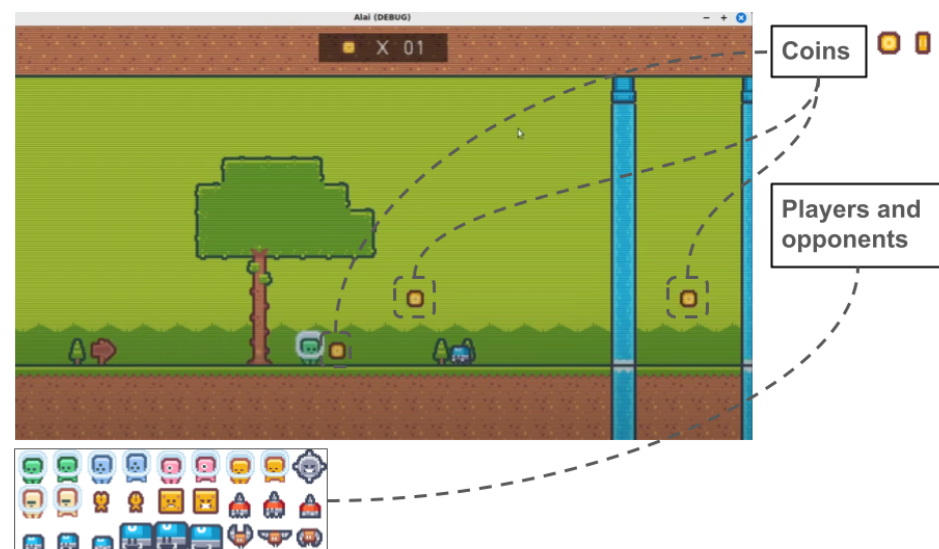 Alai (DEBUG)
X 01
Coins
Players and
opponents